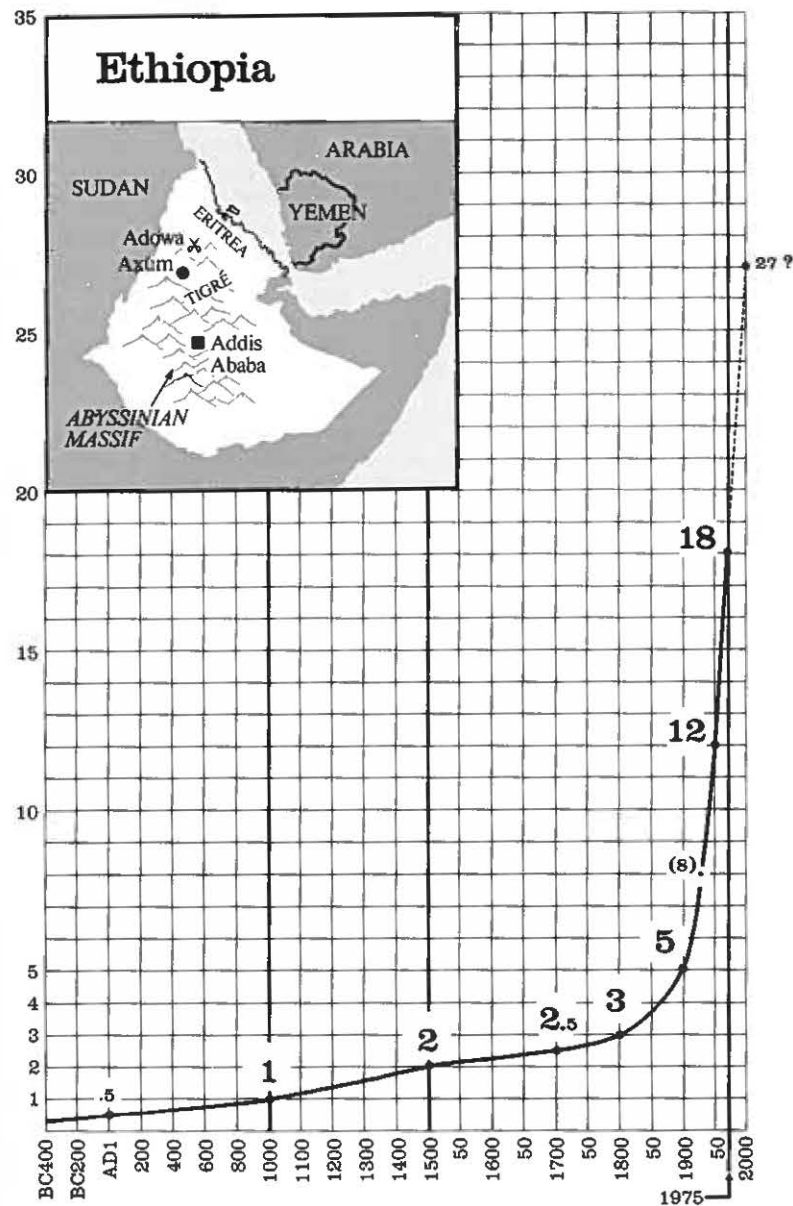 Ethiopia
ARABIA
SUDAN
YEMEN
ERITREA
Adowa
Axum
TIGRÉ
Addis
Ababa
ABYSSINIAN
MASSIF
35
30
25
20
15
10
5
4
3
2
1
27 ?
18
12
(8)
5
3
2.5
2
1
.5
BC400
BC200
AD1
200
400
600
800
1000
1100
1200
1300
1400
1500
50
1600
50
1700
50
1800
50
1900
50
2000
1975